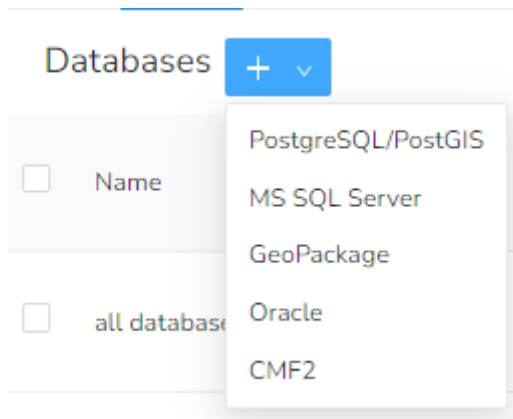 Databases
PostgreSQL/PostGIS
Name
MS SQL Server
GeoPackage
all database
Oracle
CMF2